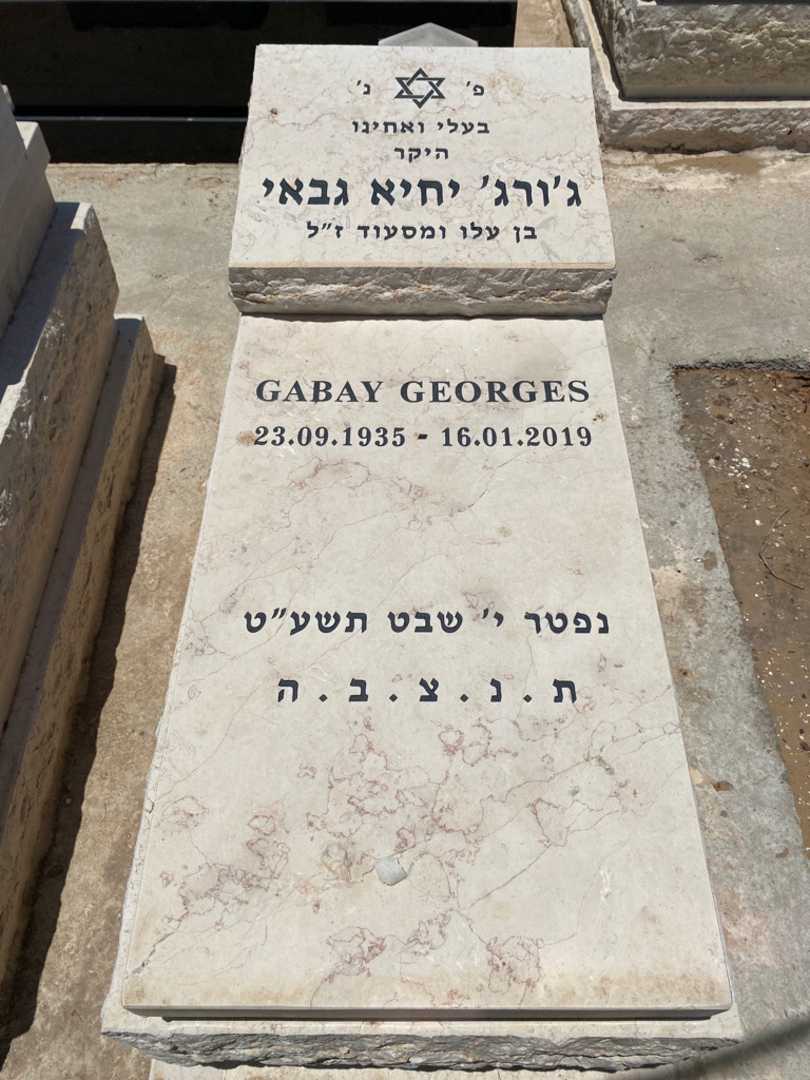 פ׳ נ׳
בעלי ואחינו
היקר
ג׳ורג׳ יחיא גבאי
בן עלו ומסעוד ז״ל
GABAY GEORGES
23.09.1935 - 16.01.2019
נפטר י׳ שבט תשע״ט
ת . נ . צ . ב . ה